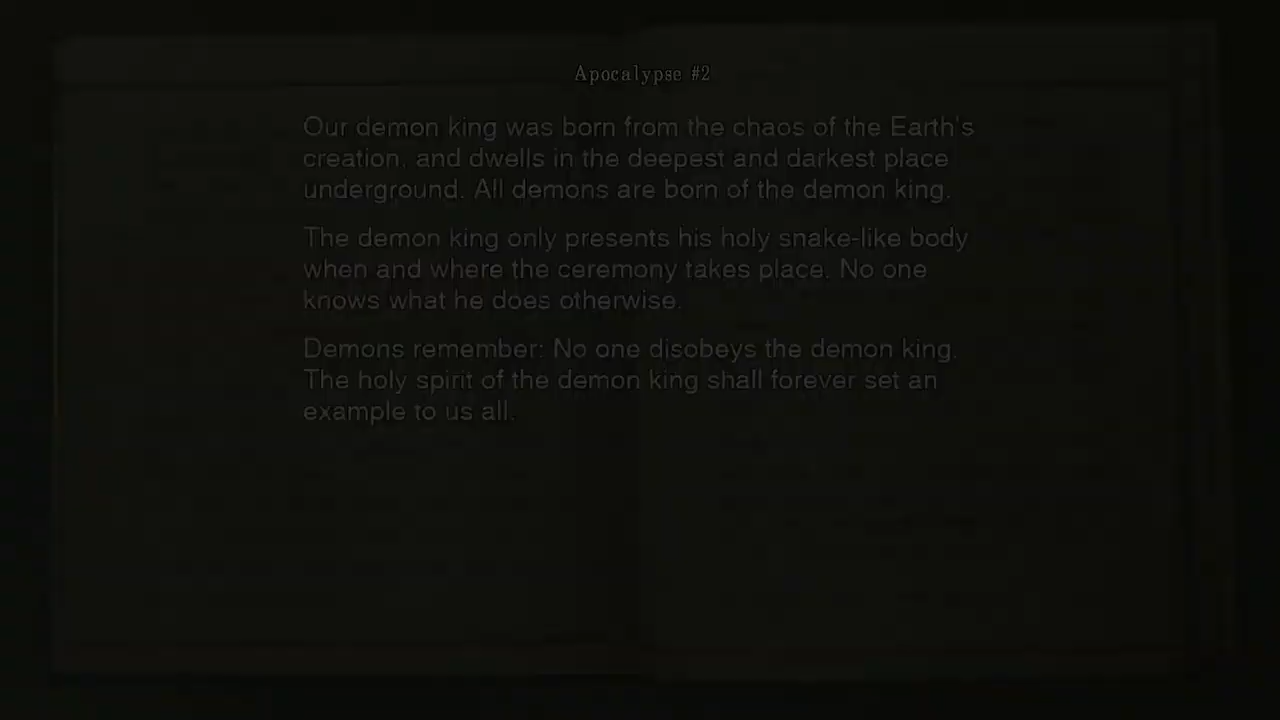 Apocalypse #2
Our demon king was born from the chaos of the Earth's
creation, and dwells in the deepest and darkest place
underground. All demons are born of the demon king.
The demon king only presents his holy snake-like body
when and where the ceremony takes place. No one
knows what he does otherwise.
Demons remember: No one disobeys the demon king.
The holy spirit of the demon king shall forever set an
example to us all.